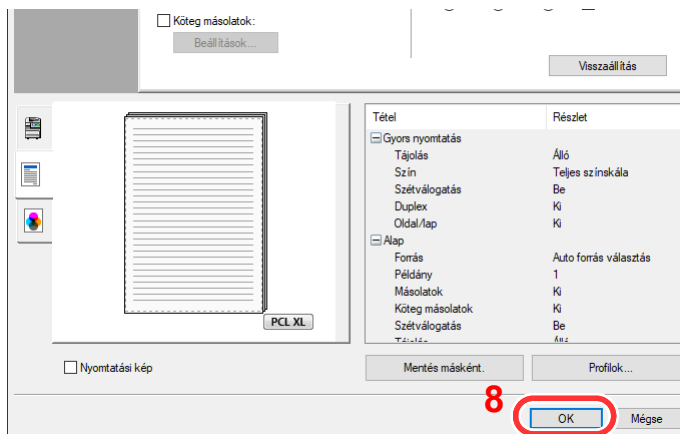 Köteg másolatok:
Beállítások...
Visszaállítás
Tétel Részlet
Gyors nyomtatás
Tájolás Álló
Szín Teljes színskála
Szétválogatás Be
Duplex Ki
Oldal/lap Ki
Alap
Forrás Auto forrás választás
Példány 1
Másolatok Ki
Köteg másolatok Ki
Szétválogatás Be
Tájolás Álló
PCL XL
Nyomtatási kép
Mentés másként. Profilok...
8
OK Mégse